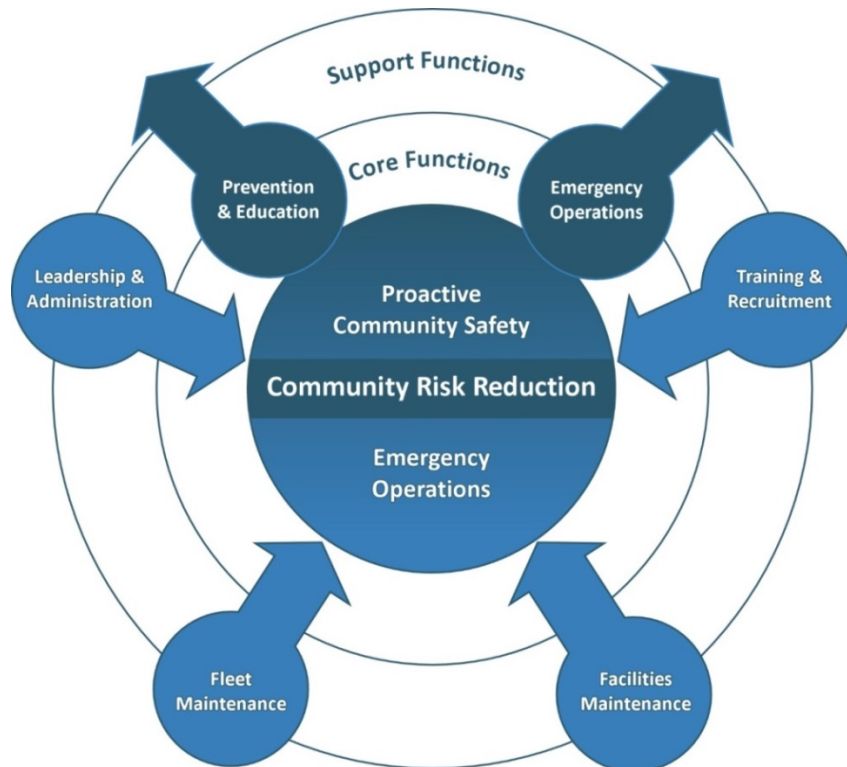 Support Functions
Core Functions
Prevention
& Education
Emergency
Operations
Leadership &
Administration
Training &
Recruitment
Proactive
Community Safety
Community Risk Reduction
Emergency
Operations
Fleet
Maintenance
Facilities
Maintenance